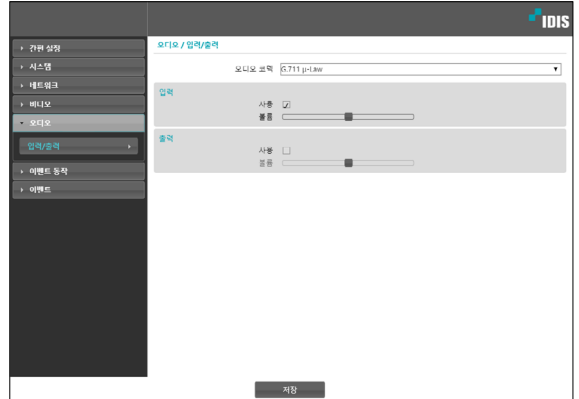 IDIS
간편 설정
시스템
네트워크
비디오
오디오
입력/출력
이벤트 동작
이벤트
오디오 / 입력/출력
오디오 코덱 G.711 μ-Law
입력
사용
볼륨
출력
사용
볼륨
저장